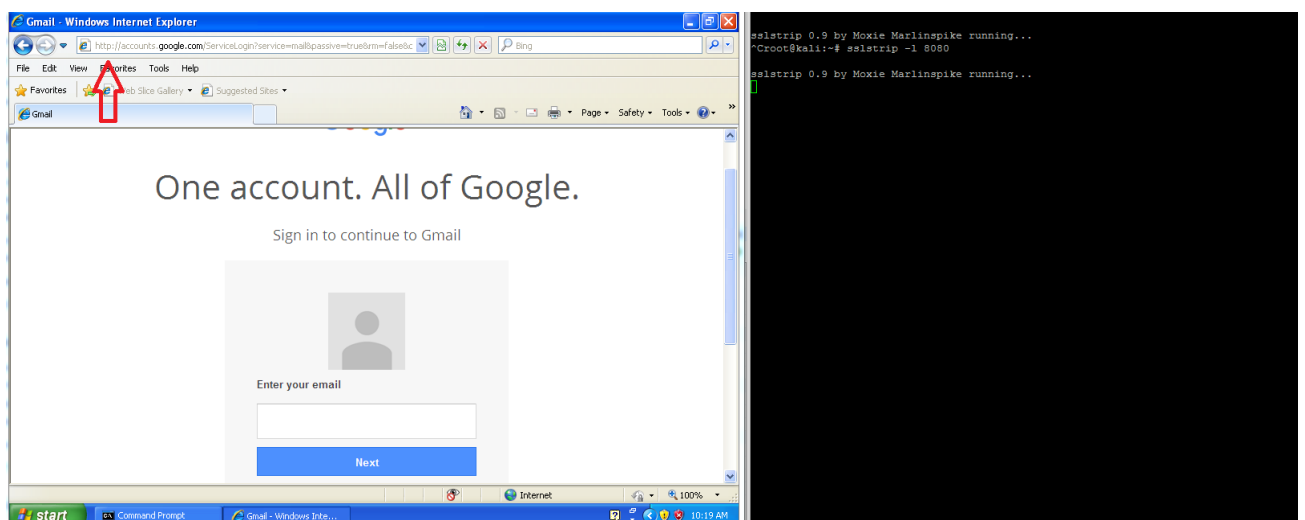 Gmail - Windows Internet Explorer
http://accounts.google.com/ServiceLogin?service=mail&passive=true&rm=false&c
Bing
File Edit View Favorites Tools Help
Favorites Web Slice Gallery Suggested Sites
Gmail
Page Safety Tools
One account. All of Google.
Sign in to continue to Gmail
Enter your email
Next
Internet
100%
start
Command Prompt
Gmail - Windows Inte...
10:19 AM
sslstrip 0.9 by Moxie Marlinspike running...
^Croot@kali:~# sslstrip -l 8080
sslstrip 0.9 by Moxie Marlinspike running...